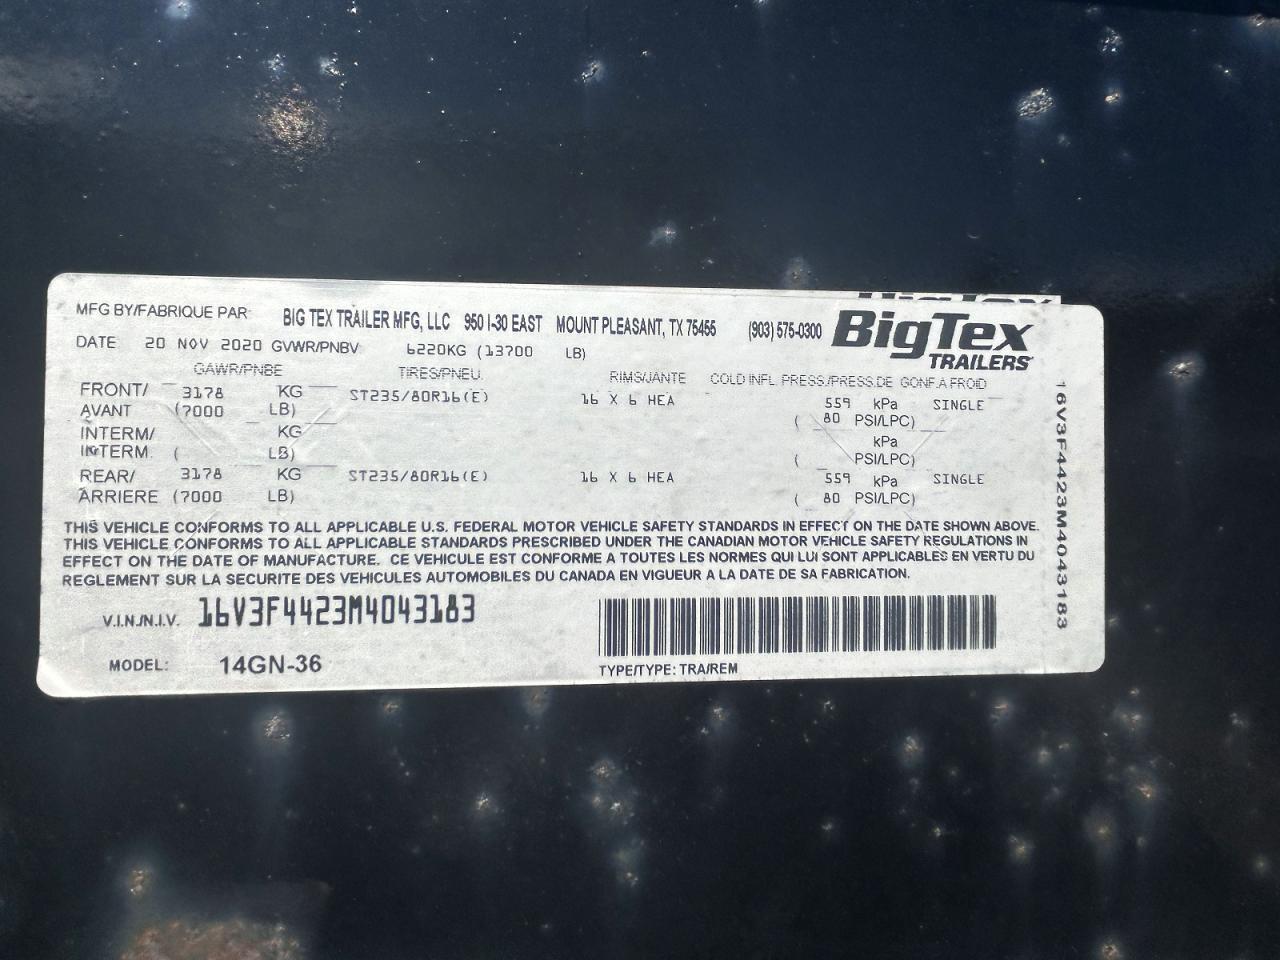 MFG BY/FABRIQUE PAR BIG TEX TRAILER MFG, LLC 950 I-30 EAST MOUNT PLEASANT, TX 75455 (903) 575-0300 BigTex
TRAILERS
DATE 20 NOV 2020 GVWR/PNBV 6220KG (13700 LB)
GAWR/PNBE TIRES/PNEU. RIMS/JANTE COLD INFL. PRESS./PRESS.DE GONF.A FROID
FRONT/ 3178 KG ST235/80R16(E) 16 X 6 HEA 559 kPa SINGLE
AVANT (7000 LB) ( 80 PSI/LPC)
INTERM/ KG kPa
INTERM. ( LB) ( PSI/LPC)
REAR/ 3178 KG ST235/80R16(E) 16 X 6 HEA 559 kPa SINGLE
ARRIERE (7000 LB) ( 80 PSI/LPC)
THIS VEHICLE CONFORMS TO ALL APPLICABLE U.S. FEDERAL MOTOR VEHICLE SAFETY STANDARDS IN EFFECT ON THE DATE SHOWN ABOVE.
THIS VEHICLE CONFORMS TO ALL APPLICABLE STANDARDS PRESCRIBED UNDER THE CANADIAN MOTOR VEHICLE SAFETY REGULATIONS IN
EFFECT ON THE DATE OF MANUFACTURE. CE VEHICULE EST CONFORME A TOUTES LES NORMES QUI LUI SONT APPLICABLES EN VERTU DU
REGLEMENT SUR LA SECURITE DES VEHICULES AUTOMOBILES DU CANADA EN VIGUEUR A LA DATE DE SA FABRICATION.
V.I.N./N.I.V. 16V3F4423M4043183
MODEL: 14GN-36
TYPE/TYPE: TRA/REM
16V3F4423M4043183